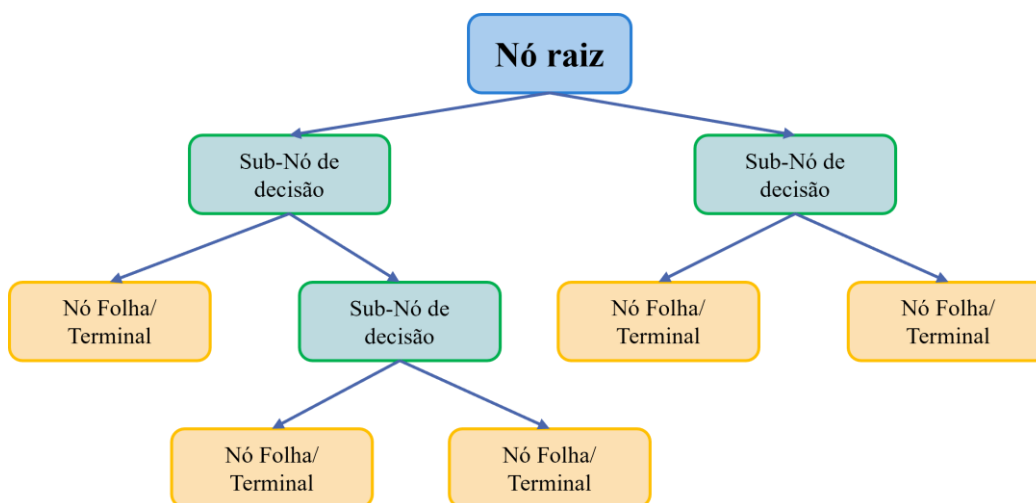 Nó raiz
Sub-Nó de
decisão
Sub-Nó de
decisão
Nó Folha/
Terminal
Sub-Nó de
decisão
Nó Folha/
Terminal
Nó Folha/
Terminal
Nó Folha/
Terminal
Nó Folha/
Terminal